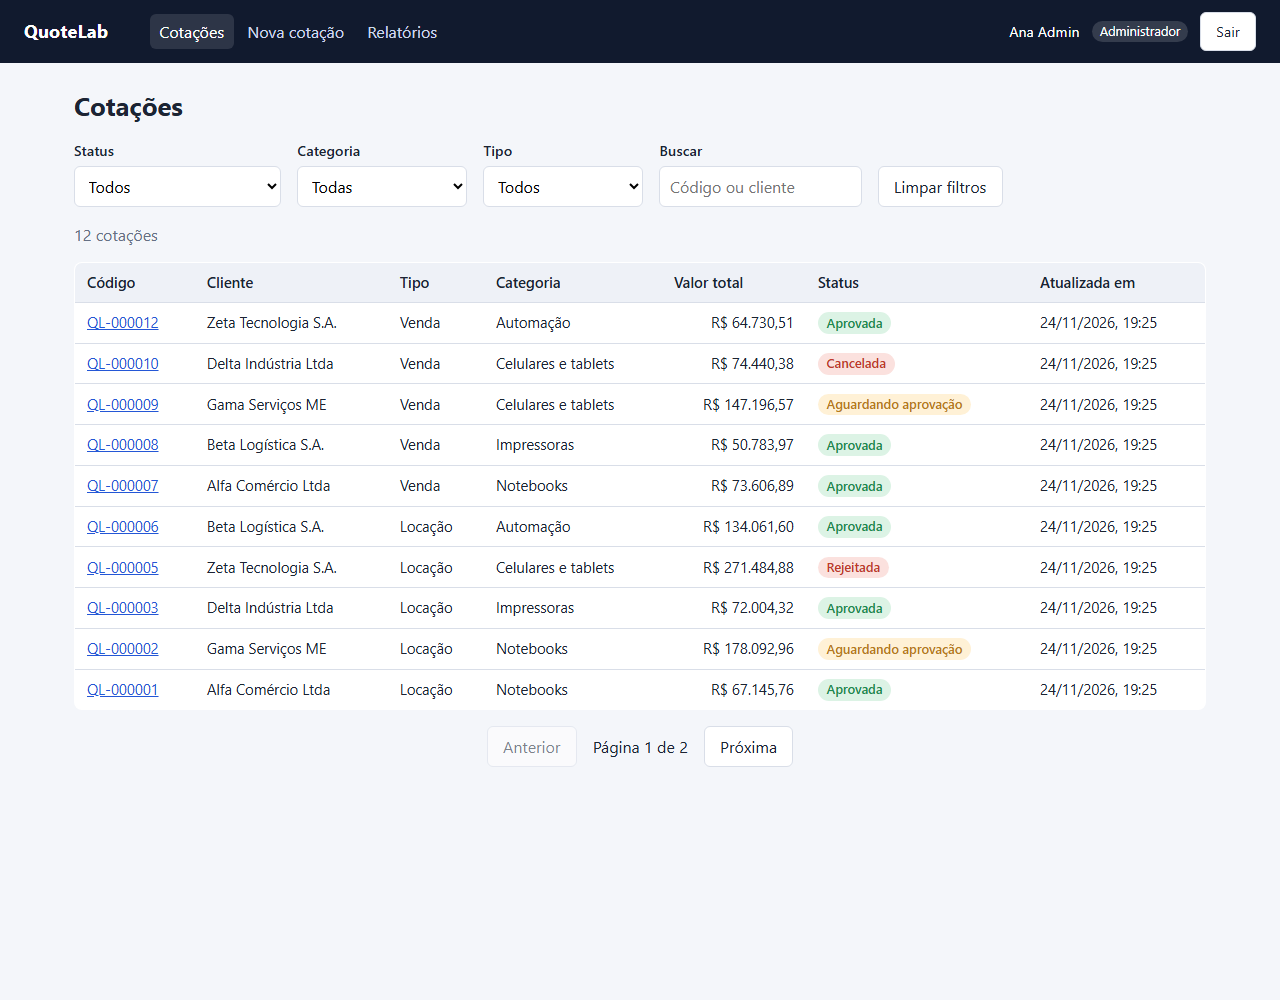 QuoteLab Cotações Nova cotação Relatórios Ana Admin Administrador Sair
Cotações
Status Categoria Tipo Buscar
Todos Todas Todos Código ou cliente Limpar filtros
12 cotações
Código Cliente Tipo Categoria Valor total Status Atualizada em
QL-000012 Zeta Tecnologia S.A. Venda Automação R$ 64.730,51 Aprovada 24/11/2026, 19:25
QL-000010 Delta Indústria Ltda Venda Celulares e tablets R$ 74.440,38 Cancelada 24/11/2026, 19:25
QL-000009 Gama Serviços ME Venda Celulares e tablets R$ 147.196,57 Aguardando aprovação 24/11/2026, 19:25
QL-000008 Beta Logística S.A. Venda Impressoras R$ 50.783,97 Aprovada 24/11/2026, 19:25
QL-000007 Alfa Comércio Ltda Venda Notebooks R$ 73.606,89 Aprovada 24/11/2026, 19:25
QL-000006 Beta Logística S.A. Locação Automação R$ 134.061,60 Aprovada 24/11/2026, 19:25
QL-000005 Zeta Tecnologia S.A. Locação Celulares e tablets R$ 271.484,88 Rejeitada 24/11/2026, 19:25
QL-000003 Delta Indústria Ltda Locação Impressoras R$ 72.004,32 Aprovada 24/11/2026, 19:25
QL-000002 Gama Serviços ME Locação Notebooks R$ 178.092,96 Aguardando aprovação 24/11/2026, 19:25
QL-000001 Alfa Comércio Ltda Locação Notebooks R$ 67.145,76 Aprovada 24/11/2026, 19:25
Anterior Página 1 de 2 Próxima